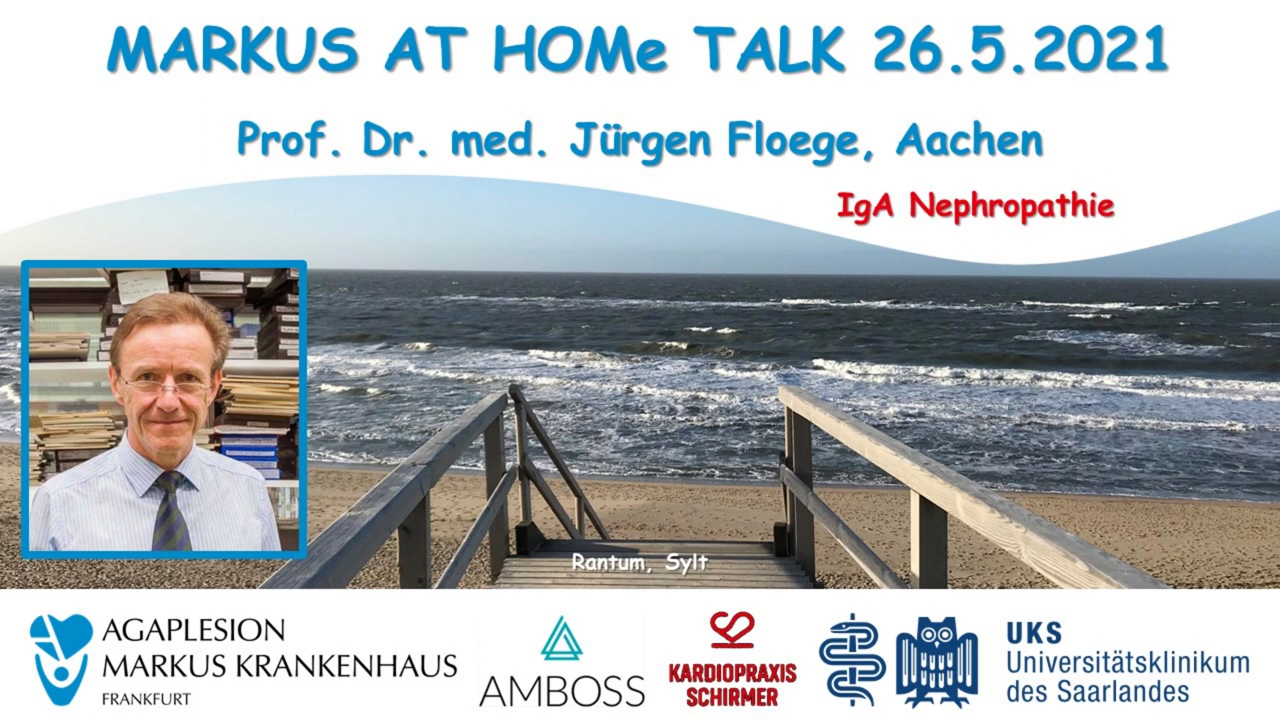 MARKUS AT HOMe TALK 26.5.2021
Prof. Dr. med. Jürgen Floege, Aachen
IgA Nephropathie
Rantum, Sylt
AGAPLESION
MARKUS KRANKENHAUS
FRANKFURT
AMBOSS
KARDIOPRAXIS
SCHIRMER
UKS
Universitätsklinikum
des Saarlandes